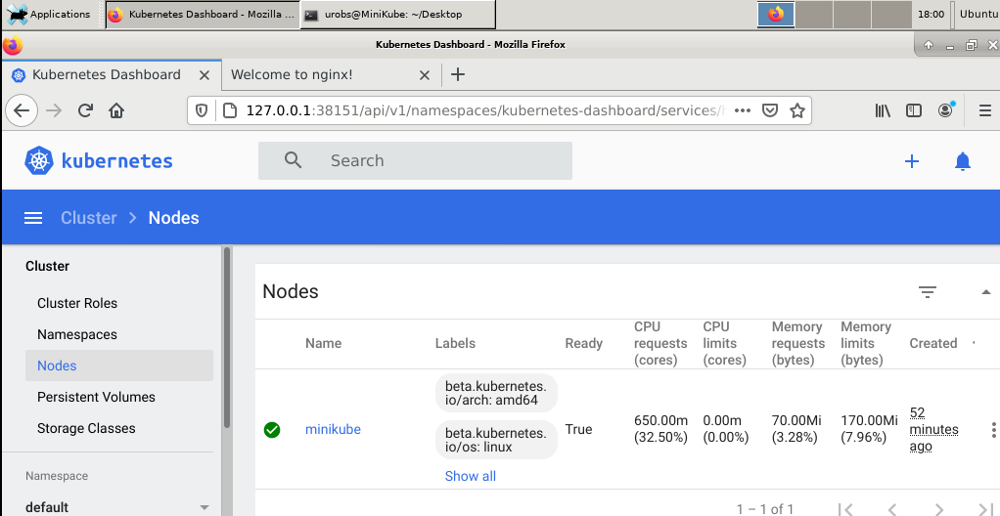 Applications
Kubernetes Dashboard - Mozilla ...
urobs@MiniKube: ~/Desktop
18:00
Ubuntu
Kubernetes Dashboard - Mozilla Firefox
Kubernetes Dashboard
Welcome to nginx!
127.0.0.1:38151/api/v1/namespaces/kubernetes-dashboard/services/
kubernetes
Search
Cluster
Nodes
Cluster
Cluster Roles
Namespaces
Nodes
Persistent Volumes
Storage Classes
Namespace
default
Nodes
Name
Labels
Ready
CPU
requests
(cores)
CPU
limits
(cores)
Memory
requests
(bytes)
Memory
limits
(bytes)
Created
minikube
beta.kubernetes.
io/arch: amd64
beta.kubernetes.
io/os: linux
Show all
True
650.00m
(32.50%)
0.00m
(0.00%)
70.00Mi
(3.28%)
170.00Mi
(7.96%)
52
minutes
ago
1 – 1 of 1